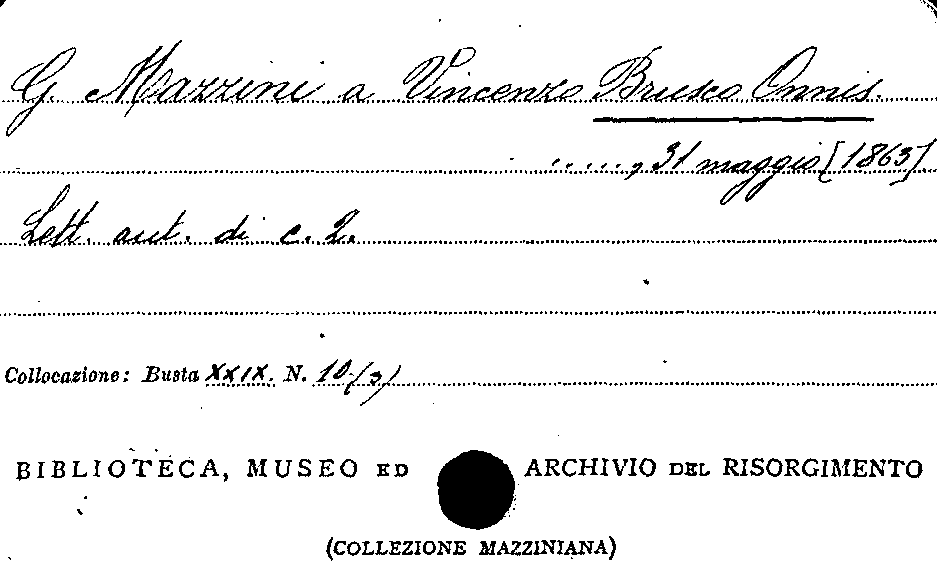 G. Mazzini a Vincenzo Brusco Onnis.
....., 31 maggio [1863]
Lett. aut. di c. 2.
Collocazione: Busta XXIX. N. 10/(3)
BIBLIOTECA, MUSEO ED ARCHIVIO DEL RISORGIMENTO
(COLLEZIONE MAZZINIANA)